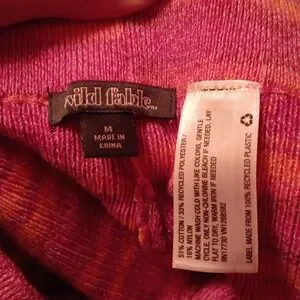 wild fable
M
MADE IN
CHINA
51% COTTON / 33% RECYCLED POLYESTER /
16% NYLON
MACHINE WASH COLD WITH LIKE COLORS, GENTLE
CYCLE, ONLY NON-CHLORINE BLEACH IF NEEDED, LAY
FLAT TO DRY, WARM IRON IF NEEDED
LABEL MADE FROM 100% RECYCLED PLASTIC